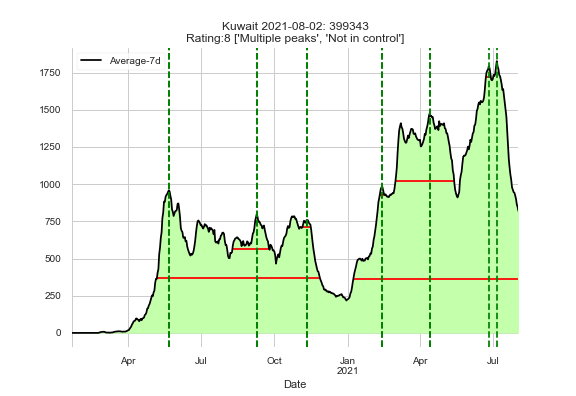 Kuwait 2021-08-02: 399343
Rating:8 ['Multiple peaks', 'Not in control']
Average-7d
1750
1500
1250
1000
750
500
250
0
Apr Jul Oct Jan Apr Jul
2021
Date